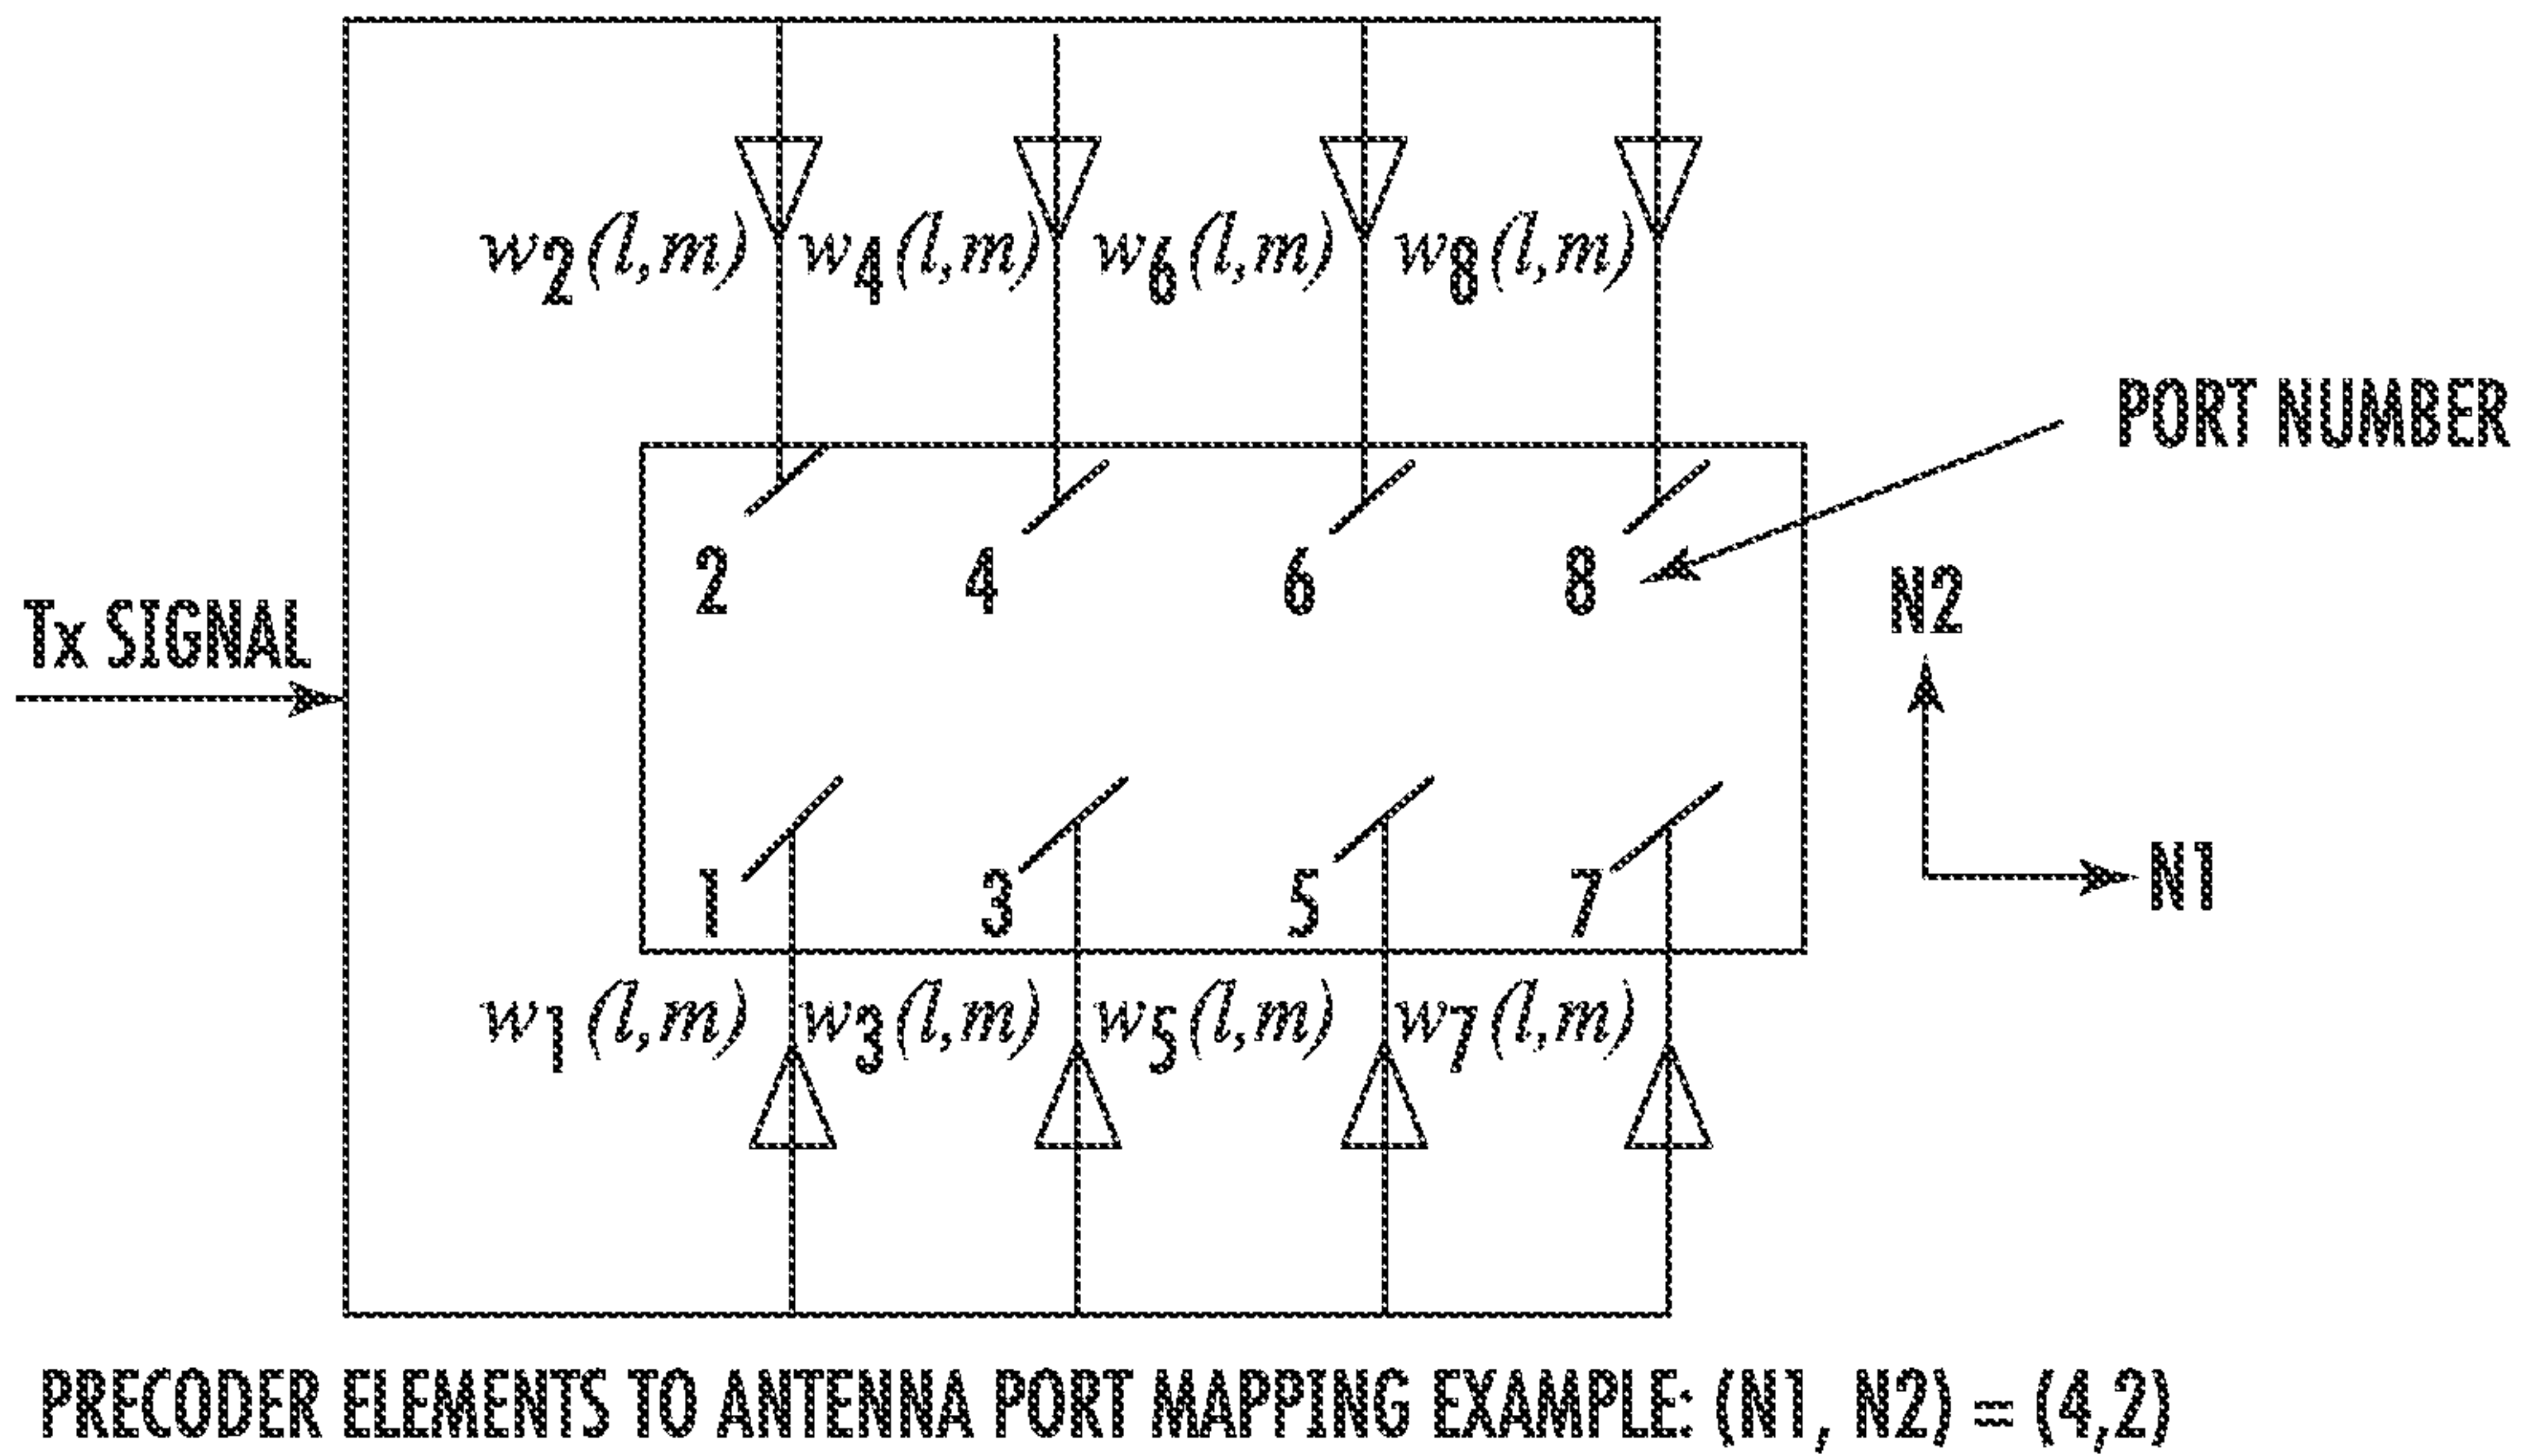 w2(l,m) w4(l,m) w6(l,m) w8(l,m)
PORT NUMBER
2 4 6 8
N2
Tx SIGNAL
1 3 5 7
N1
w1(l,m) w3(l,m) w5(l,m) w7(l,m)
PRECODER ELEMENTS TO ANTENNA PORT MAPPING EXAMPLE: (N1, N2) = (4,2)